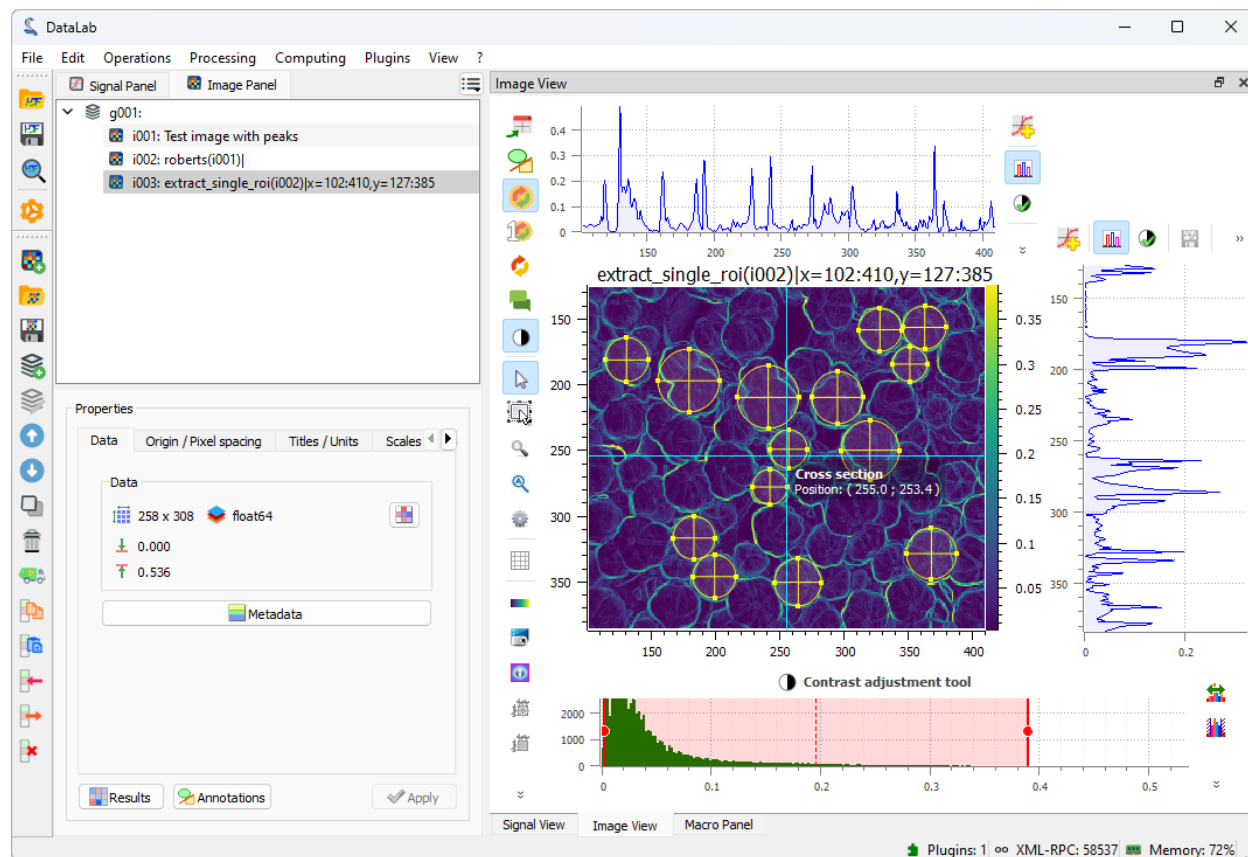 DataLab
File Edit Operations Processing Computing Plugins View ?
Signal Panel Image Panel
g001:
i001: Test image with peaks
i002: roberts(i001)|
i003: extract_single_roi(i002)|x=102:410,y=127:385
Properties
Data Origin / Pixel spacing Titles / Units Scales
Data
258 x 308 float64
0.000
0.536
Metadata
Results Annotations Apply
Image View
0.4
0.3
0.2
0.1
0
150 200 250 300 350 400
extract_single_roi(i002)|x=102:410,y=127:385
150
200
250
300
350
150 200 250 300 350 400
Cross section
Position: ( 255.0 ; 253.4 )
0.35
0.3
0.25
0.2
0.15
0.1
0.05
»
150
200
250
300
350
0 0.2
Contrast adjustment tool
2000
1000
0
0 0.1 0.2 0.3 0.4 0.5
Signal View Image View Macro Panel
Plugins: 1 XML-RPC: 58537 Memory: 72%